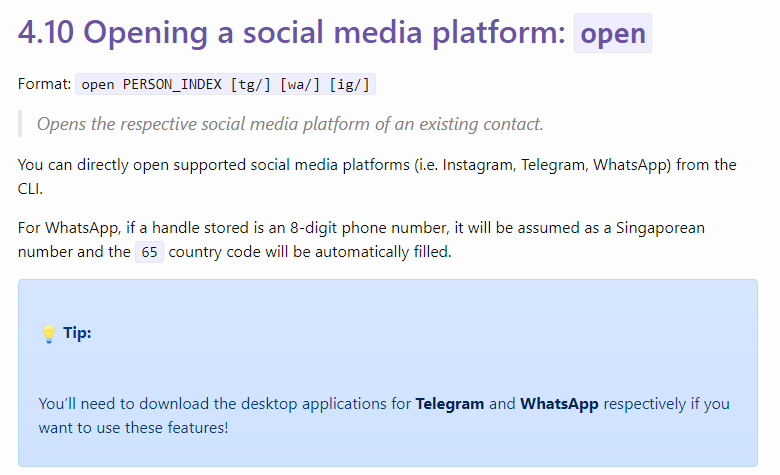 4.10 Opening a social media platform: open
Format: open PERSON_INDEX [tg/] [wa/] [ig/]
Opens the respective social media platform of an existing contact.
You can directly open supported social media platforms (i.e. Instagram, Telegram, WhatsApp) from the
CLI.
For WhatsApp, if a handle stored is an 8-digit phone number, it will be assumed as a Singaporean
number and the 65 country code will be automatically filled.
💡 Tip:
You’ll need to download the desktop applications for Telegram and WhatsApp respectively if you
want to use these features!